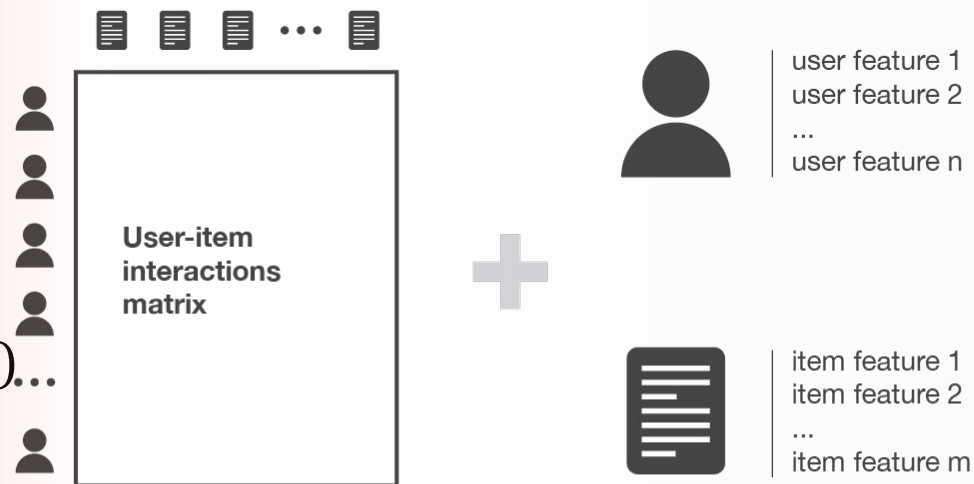 user feature 1
user feature 2
...
user feature n
User-item
interactions
matrix
)
item feature 1
item feature 2
...
item feature m